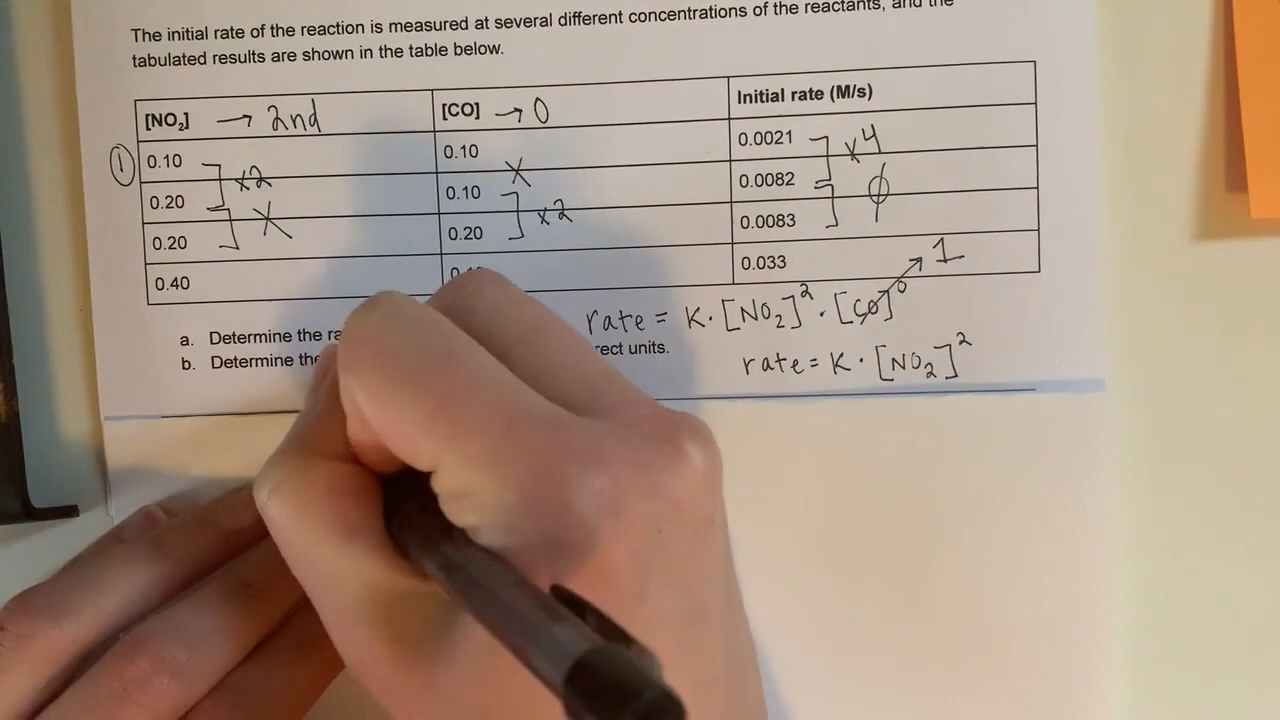 The initial rate of the reaction is measured at several different concentrations of the reactants, and the
tabulated results are shown in the table below.
[NO₂] → 2nd [CO] → 0 Initial rate (M/s)
① 0.10 0.10 0.0021
x2 X x4
0.20 0.10 0.0082
X x2 ϕ
0.20 0.20 0.0083
0.40 0.033
1
rate = K · [NO₂]² · [CO]⁰
a. Determine the
b. Determine the rect units.
rate = K · [NO₂]²